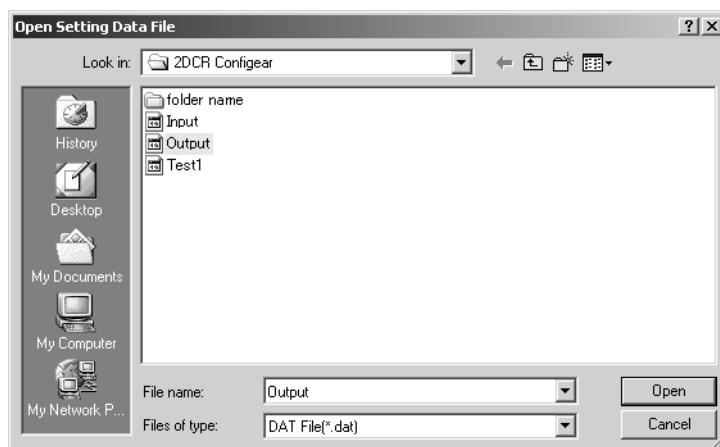 Open Setting Data File
Look in: 2DCR Configear
History
Desktop
My Documents
My Computer
My Network P...
folder name
Input
Output
Test1
File name: Output Open
Files of type: DAT File(*.dat) Cancel